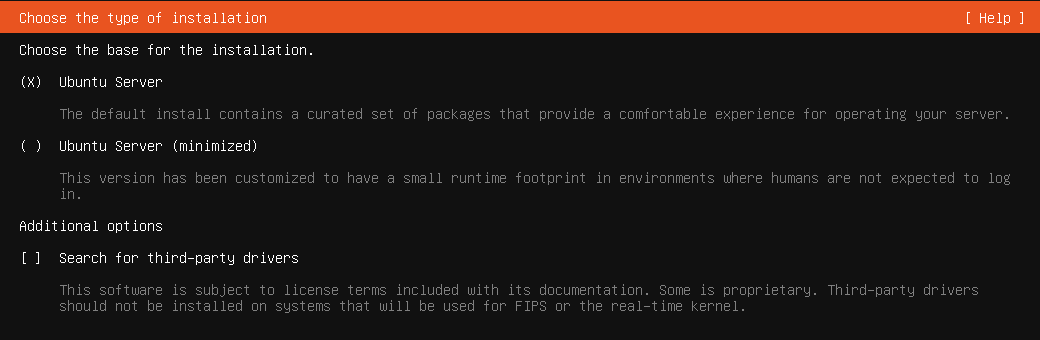 Choose the type of installation [ Help ]
Choose the base for the installation.
(X) Ubuntu Server
The default install contains a curated set of packages that provide a comfortable experience for operating your server.
( ) Ubuntu Server (minimized)
This version has been customized to have a small runtime footprint in environments where humans are not expected to log
in.
Additional options
[ ] Search for third-party drivers
This software is subject to license terms included with its documentation. Some is proprietary. Third-party drivers
should not be installed on systems that will be used for FIPS or the real-time kernel.